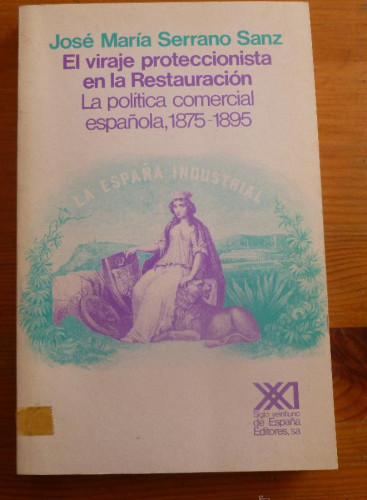 José María Serrano Sanz
El viraje proteccionista
en la Restauración
La política comercial
española, 1875-1895
LA ESPAÑA INDUSTRIAL
XXI
Siglo veintiuno
de España
Editores, sa